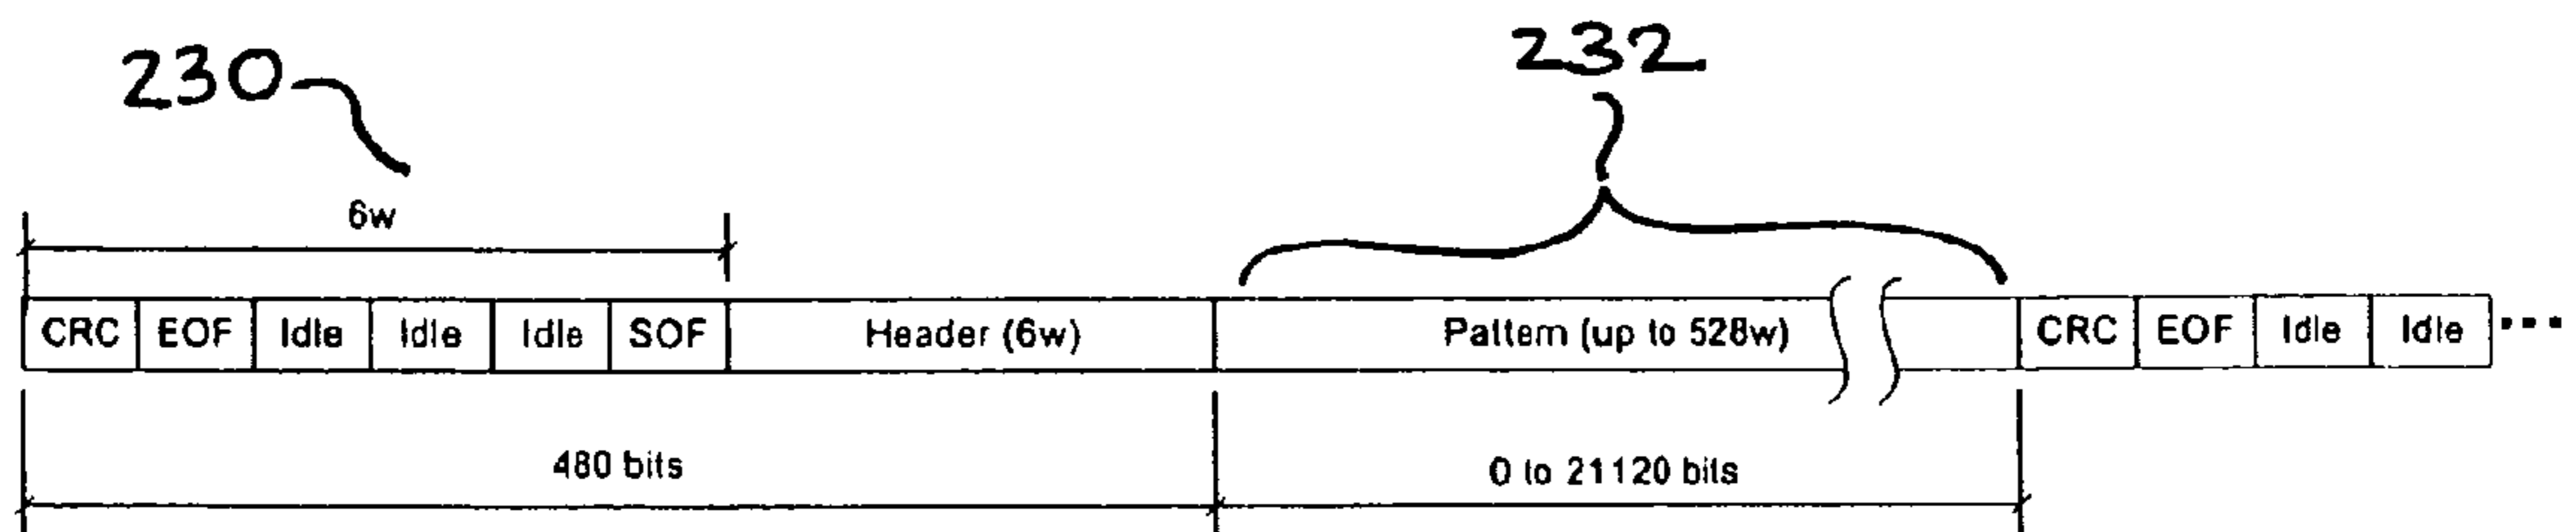 230
232
6w
CRC EOF Idle Idle Idle SOF Header (6w) Pattern (up to 528w) CRC EOF Idle Idle ...
480 bits 0 to 21120 bits